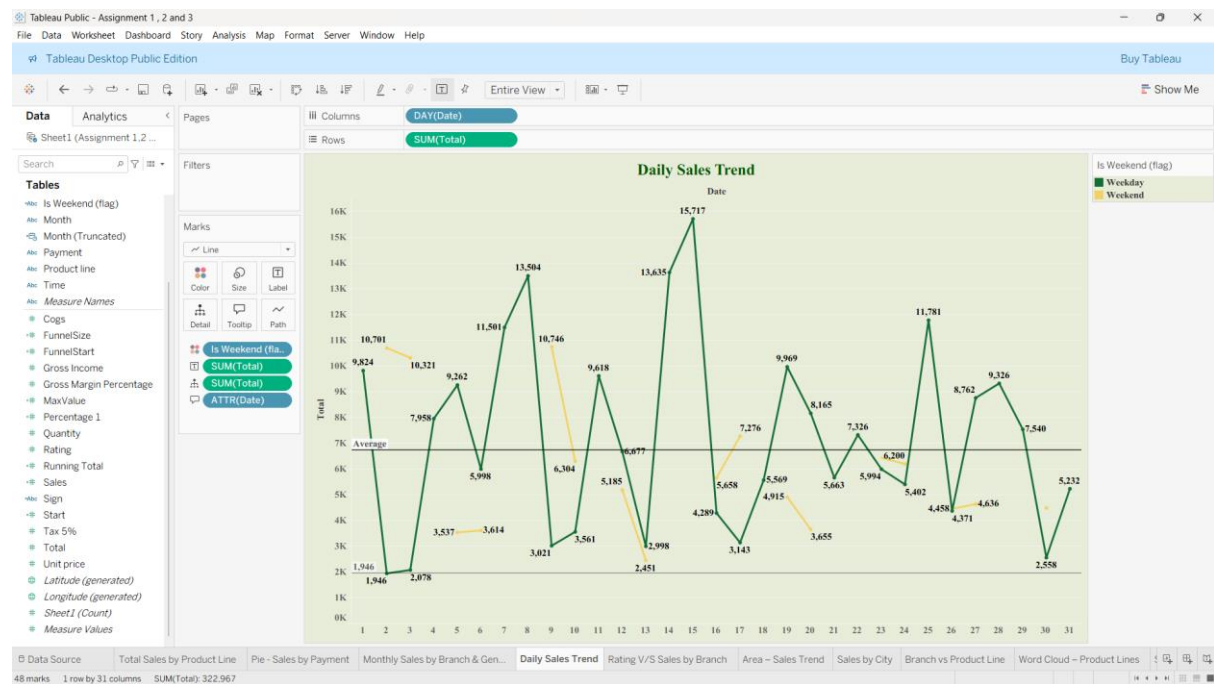 Tableau Public - Assignment 1 , 2 and 3
File Data Worksheet Dashboard Story Analysis Map Format Server Window Help
Tableau Desktop Public Edition
Buy Tableau
Entire View
Show Me
Data Analytics
Sheet1 (Assignment 1,2 ...
Search
Tables
Abc Is Weekend (flag)
Abc Month
Month (Truncated)
Abc Payment
Abc Product line
Abc Time
Abc Measure Names
# Cogs
# FunnelSize
# FunnelStart
# Gross Income
# Gross Margin Percentage
# MaxValue
# Percentage 1
# Quantity
# Rating
# Running Total
# Sales
Abc Sign
# Start
# Tax 5%
# Total
# Unit price
Latitude (generated)
Longitude (generated)
# Sheet1 (Count)
# Measure Values
Pages
Filters
Marks
Line
Color Size Label
Detail Tooltip Path
Is Weekend (fla..
SUM(Total)
SUM(Total)
ATTR(Date)
Columns DAY(Date)
Rows SUM(Total)
Daily Sales Trend
Date
Total
16K
15K
14K
13K
12K
11K
10K
9K
8K
7K
6K
5K
4K
3K
2K
1K
0K
Average
1,946
9,824
10,701
1,946
10,321
2,078
7,958
9,262
3,537
5,998
3,614
11,501
13,504
10,746
3,021
6,304
3,561
9,618
6,677
5,185
2,998
2,451
13,635
15,717
5,658
4,289
7,276
3,143
5,569
9,969
4,915
8,165
3,655
5,663
7,326
5,994
6,200
5,402
11,781
4,458
4,371
8,762
4,636
9,326
7,540
2,558
5,232
1 2 3 4 5 6 7 8 9 10 11 12 13 14 15 16 17 18 19 20 21 22 23 24 25 26 27 28 29 30 31
Is Weekend (flag)
Weekday
Weekend
Data Source Total Sales by Product Line Pie - Sales by Payment Monthly Sales by Branch & Gen... Daily Sales Trend Rating V/S Sales by Branch Area – Sales Trend Sales by City Branch vs Product Line Word Cloud – Product Lines
48 marks 1 row by 31 columns SUM(Total): 322,967